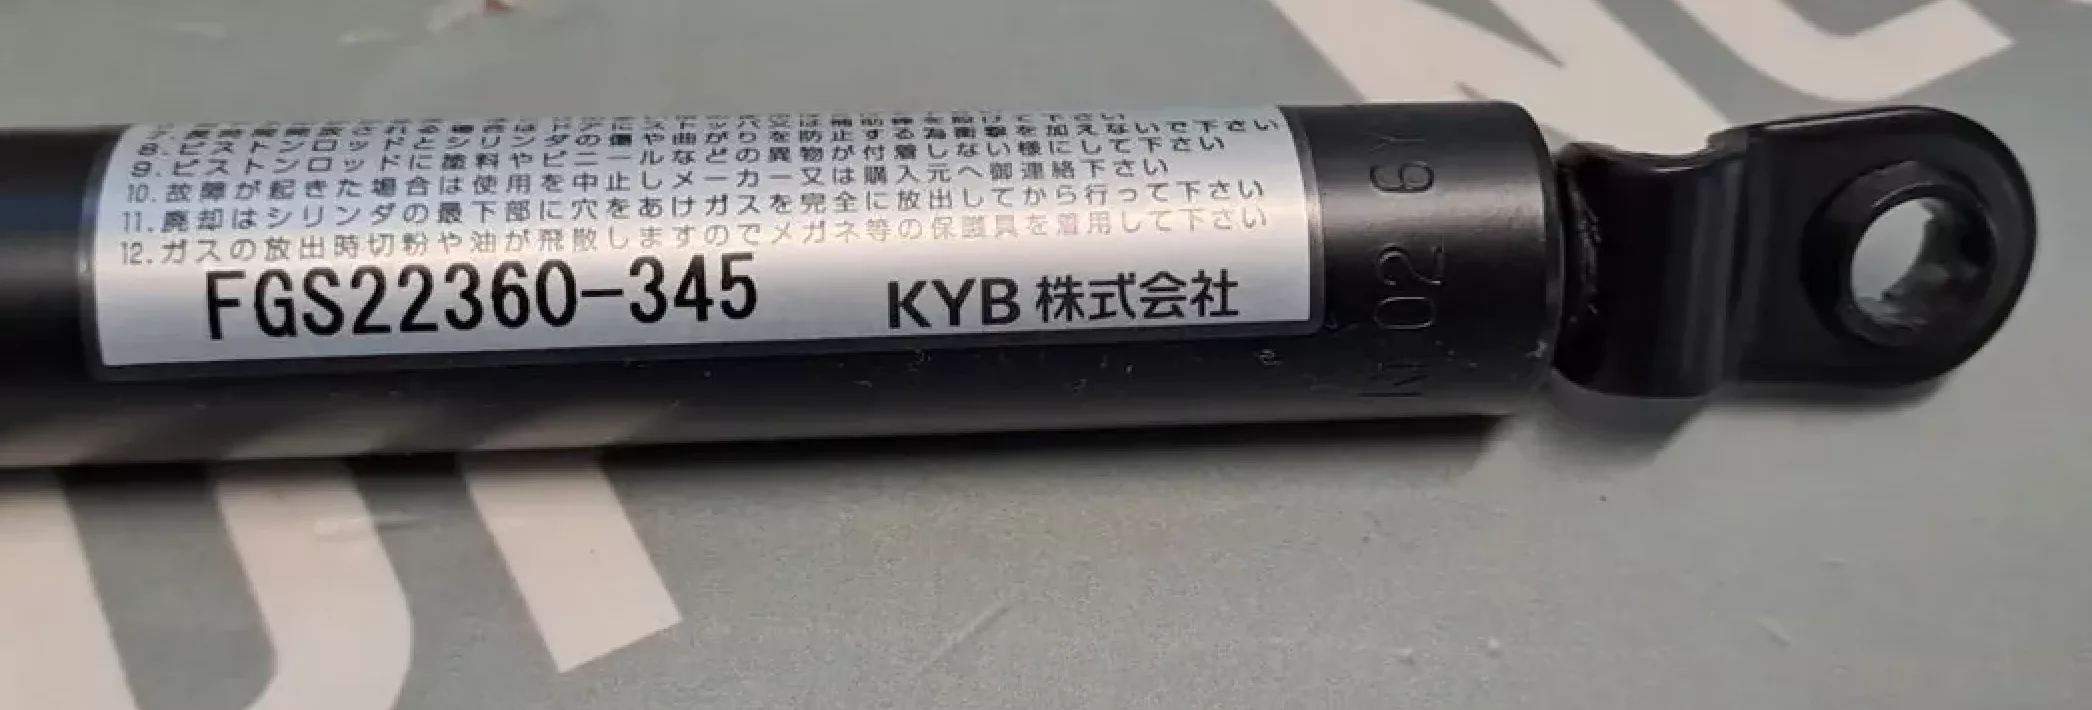 8. ピストンロッドに傷や曲がりを防止する為衝撃を加えないで下さい
9. ピストンロッドに塗料やビニールなどの異物が付着しない様にして下さい
10. 故障が起きた場合は使用を中止しメーカー又は購入元へ御連絡下さい
11. 廃却はシリンダの最下部に穴をあけガスを完全に放出してから行って下さい
12. ガスの放出時切粉や油が飛散しますのでメガネ等の保護具を着用して下さい
FGS22360-345
KYB 株式会社
02 6Y